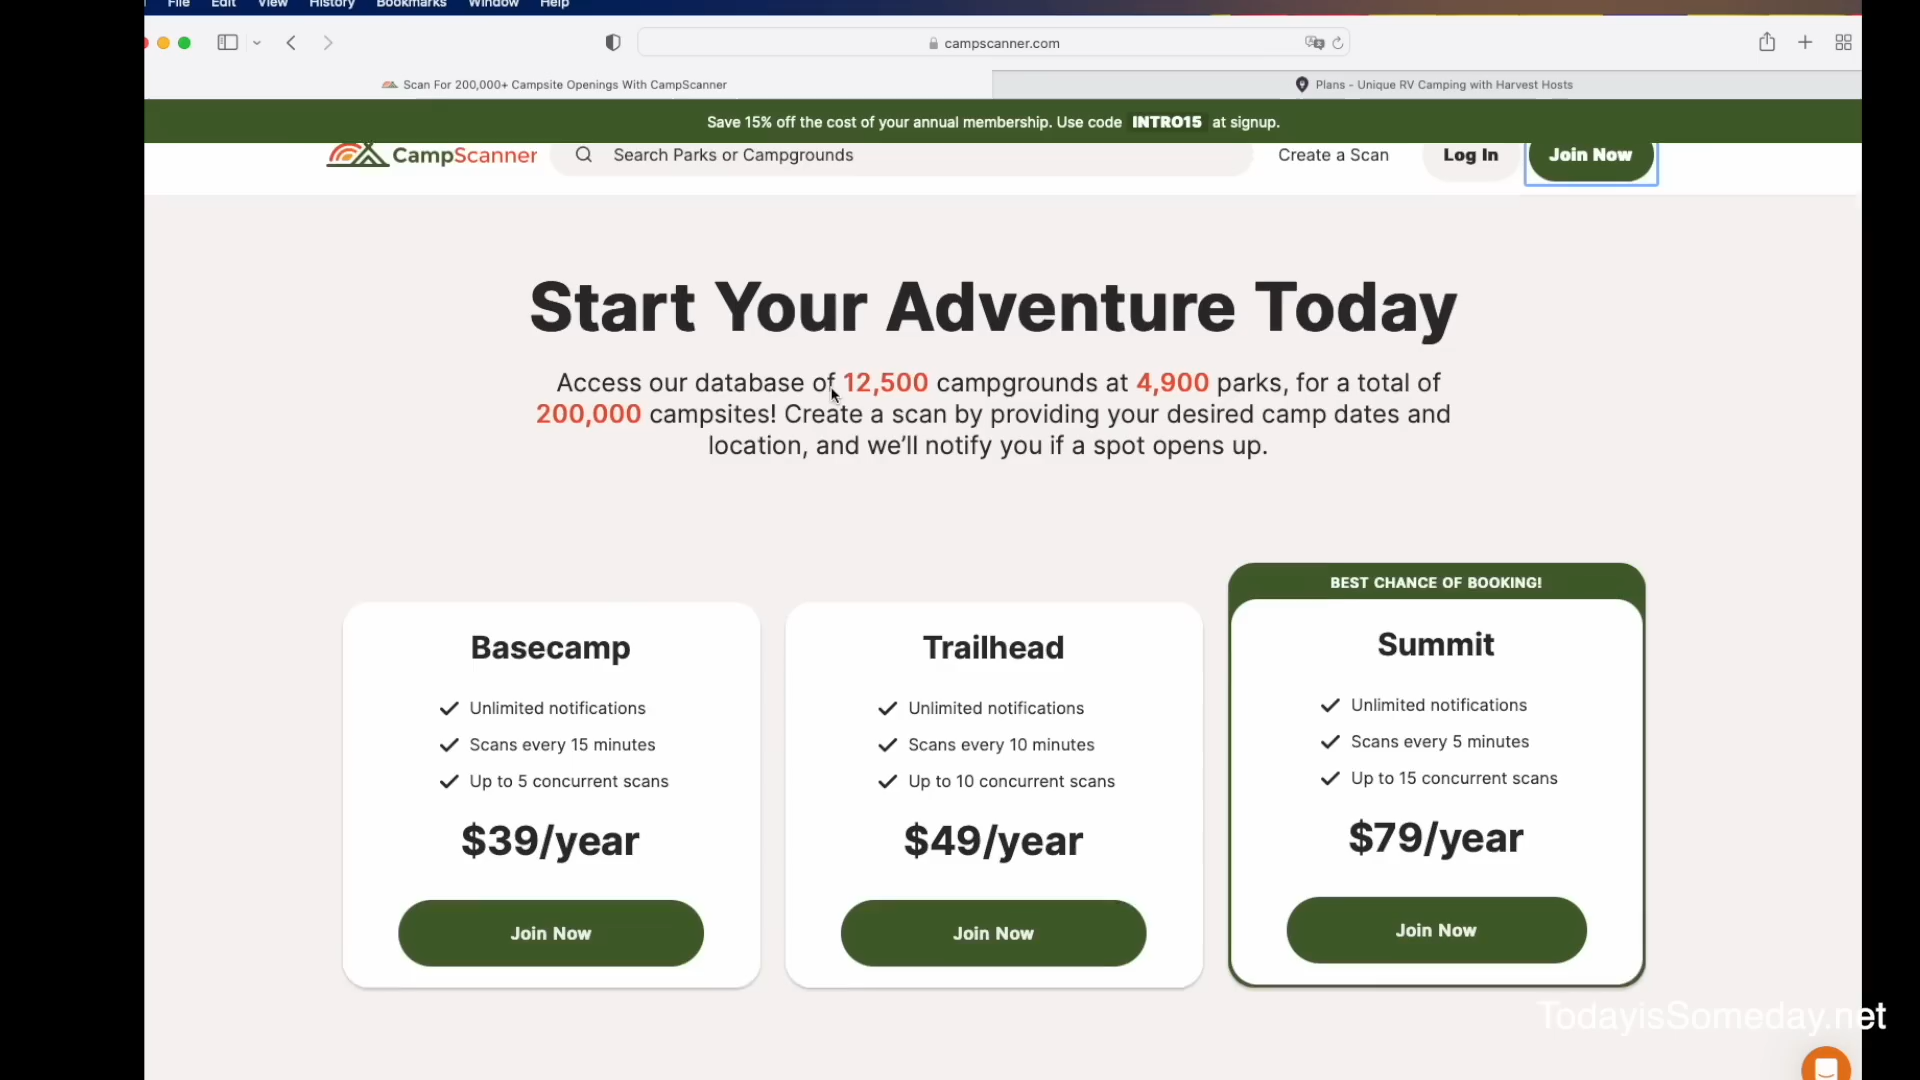 File Edit View History Bookmarks Window Help
campscanner.com
Scan For 200,000+ Campsite Openings With CampScanner
Plans - Unique RV Camping with Harvest Hosts
Save 15% off the cost of your annual membership. Use code INTRO15 at signup.
CampScanner
Search Parks or Campgrounds
Create a Scan
Log In
Join Now
Start Your Adventure Today
Access our database of 12,500 campgrounds at 4,900 parks, for a total of
200,000 campsites! Create a scan by providing your desired camp dates and
location, and we'll notify you if a spot opens up.
Basecamp
Unlimited notifications
Scans every 15 minutes
Up to 5 concurrent scans
$39/year
Join Now
Trailhead
Unlimited notifications
Scans every 10 minutes
Up to 10 concurrent scans
$49/year
Join Now
BEST CHANCE OF BOOKING!
Summit
Unlimited notifications
Scans every 5 minutes
Up to 15 concurrent scans
$79/year
Join Now
TodayisSomeday.net